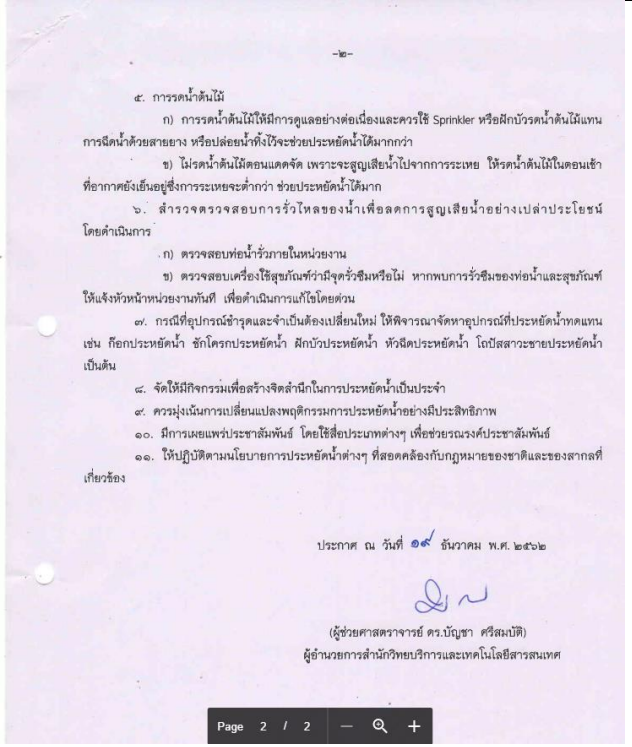 -๒-
๕. การรดน้ำต้นไม้
ก) การรดน้ำต้นไม้ให้มีการดูแลอย่างต่อเนื่องและควรใช้ Sprinkler หรือฝักบัวรดน้ำต้นไม้แทน
การฉีดน้ำด้วยสายยาง หรือปล่อยน้ำทิ้งไว้จะช่วยประหยัดน้ำได้มากกว่า
ข) ไม่รดน้ำต้นไม้ตอนแดดจัด เพราะจะสูญเสียน้ำไปจากการระเหย ให้รดน้ำต้นไม้ในตอนเช้า
ที่อากาศยังเย็นอยู่ซึ่งการระเหยจะต่ำกว่า ช่วยประหยัดน้ำได้มาก
๖. สำรวจตรวจสอบการรั่วไหลของน้ำเพื่อลดการสูญเสียน้ำอย่างเปล่าประโยชน์
โดยดำเนินการ
ก) ตรวจสอบท่อน้ำรั่วภายในหน่วยงาน
ข) ตรวจสอบเครื่องใช้สุขภัณฑ์ว่ามีจุดรั่วซึมหรือไม่ หากพบการรั่วซึมของท่อน้ำและสุขภัณฑ์
ให้แจ้งหัวหน้าหน่วยงานทันที เพื่อดำเนินการแก้ไขโดยด่วน
๗. กรณีที่อุปกรณ์ชำรุดและจำเป็นต้องเปลี่ยนใหม่ ให้พิจารณาจัดหาอุปกรณ์ที่ประหยัดน้ำทดแทน
เช่น ก๊อกประหยัดน้ำ ชักโครกประหยัดน้ำ ฝักบัวประหยัดน้ำ หัวฉีดประหยัดน้ำ โถปัสสาวะชายประหยัดน้ำ
เป็นต้น
๘. จัดให้มีกิจกรรมเพื่อสร้างจิตสำนึกในการประหยัดน้ำเป็นประจำ
๙. ควรมุ่งเน้นการเปลี่ยนแปลงพฤติกรรมการประหยัดน้ำอย่างมีประสิทธิภาพ
๑๐. มีการเผยแพร่ประชาสัมพันธ์ โดยใช้สื่อประเภทต่างๆ เพื่อช่วยรณรงค์ประชาสัมพันธ์
๑๑. ให้ปฏิบัติตามนโยบายการประหยัดน้ำต่างๆ ที่สอดคล้องกับกฎหมายของชาติและของสากลที่
เกี่ยวข้อง
ประกาศ ณ วันที่ ๑๙ ธันวาคม พ.ศ. ๒๕๖๒
(ผู้ช่วยศาสตราจารย์ ดร.บัญชา ศรีสมบัติ)
ผู้อำนวยการสำนักวิทยบริการและเทคโนโลยีสารสนเทศ
Page 2 / 2